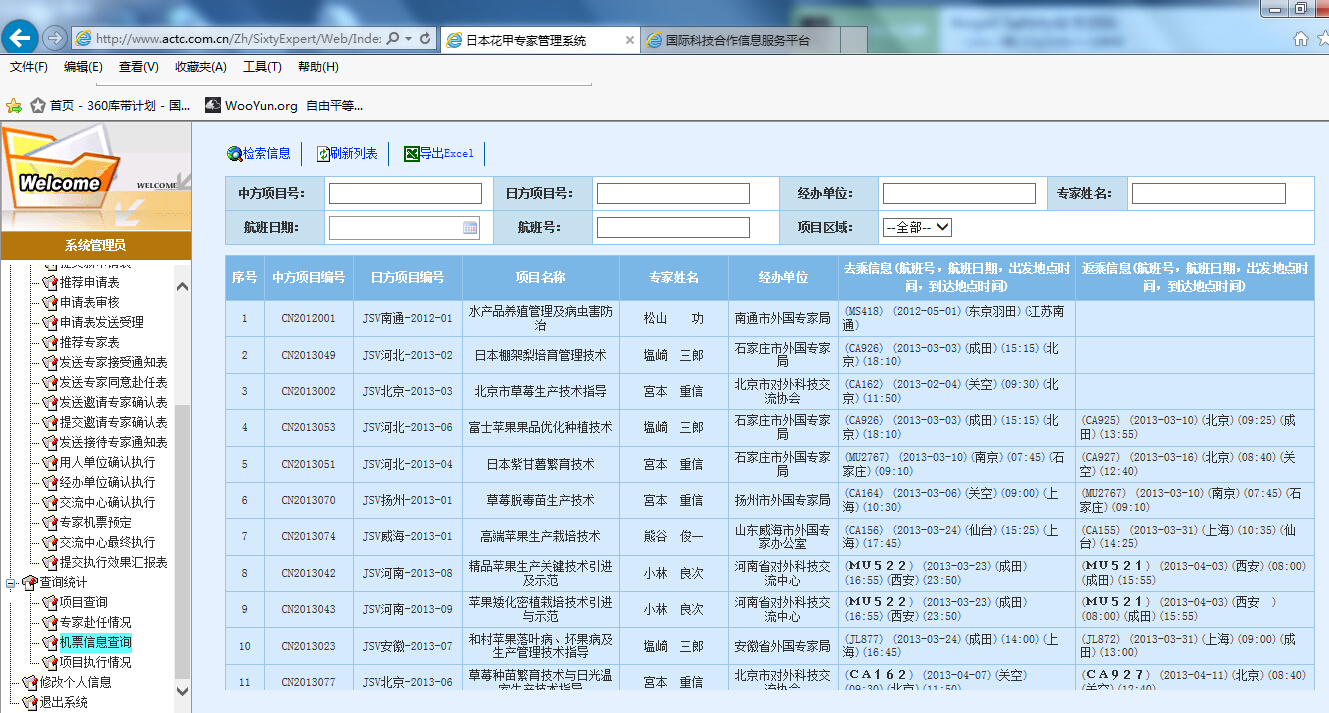 http://www.actc.com.cn/Zh/SixtyExpert/Web/Inde:
日本花甲专家管理系统
国际科技合作信息服务平台
文件(F) 编辑(E) 查看(V) 收藏夹(A) 工具(T) 帮助(H)
首页 - 360库带计划 - 国...
WooYun.org 自由平等...
Welcome
WELCOME
系统管理员
推荐申请表
申请表审核
申请表发送受理
推荐专家表
发送专家接受通知表
发送专家同意赴任表
发送邀请专家确认表
提交邀请专家确认表
发送接待专家通知表
用人单位确认执行
经办单位确认执行
交流中心确认执行
专家机票预定
交流中心最终执行
提交执行效果汇报表
查询统计
项目查询
专家赴任情况
机票信息查询
项目执行情况
修改个人信息
退出系统
检索信息 刷新列表 导出Excel
中方项目号: 日方项目号: 经办单位: 专家姓名:
航班日期: 航班号: 项目区域: --全部--
序号 中方项目编号 日方项目编号 项目名称 专家姓名 经办单位 去乘信息(航班号，航班日期，出发地点时间，到达地点时间) 返乘信息(航班号，航班日期，出发地点时间，到达地点时间)
1 CN2012001 JSV南通-2012-01 水产品养殖管理及病虫害防治 松山 功 南通市外国专家局 (MS418) (2012-05-01)(东京羽田)(江苏南通)
2 CN2013049 JSV河北-2013-02 日本棚架梨培育管理技术 塩崎 三郎 石家庄市外国专家局 (CA926) (2013-03-03)(成田)(15:15)(北京)(18:10)
3 CN2013002 JSV北京-2013-03 北京市草莓生产技术指导 宮本 重信 北京市对外科技交流协会 (CA162) (2013-02-04)(关空)(09:30)(北京)(11:50)
4 CN2013053 JSV河北-2013-06 富士苹果果品优化种植技术 塩崎 三郎 石家庄市外国专家局 (CA926) (2013-03-03)(成田)(15:15)(北京)(18:10) (CA925) (2013-03-10)(北京)(09:25)(成田)(13:55)
5 CN2013051 JSV河北-2013-04 日本紫甘薯繁育技术 宮本 重信 石家庄市外国专家局 (MU2767) (2013-03-10)(南京)(07:45)(石家庄)(09:10) (CA927) (2013-03-16)(北京)(08:40)(关空)(12:40)
6 CN2013070 JSV扬州-2013-01 草莓脱毒苗生产技术 宮本 重信 扬州市外国专家局 (CA164) (2013-03-06)(关空)(09:00)(上海)(10:30) (MU2767) (2013-03-10)(南京)(07:45)(石家庄)(09:10)
7 CN2013074 JSV威海-2013-01 高端苹果生产栽培技术 熊谷 俊一 山东威海市外国专家办公室 (CA156) (2013-03-24)(仙台)(15:25)(上海)(17:45) (CA155) (2013-03-31)(上海)(10:35)(仙台)(14:25)
8 CN2013042 JSV河南-2013-08 精品苹果生产关键技术引进及示范 小林 良次 河南省对外科技交流中心 (ＭＵ５２２) (2013-03-23)(成田)(16:55)(西安)(23:50) (ＭＵ５２１) (2013-04-03)(西安)(08:00)(成田)(15:55)
9 CN2013043 JSV河南-2013-09 苹果矮化密植栽培技术引进与示范 小林 良次 河南省对外科技交流中心 (ＭＵ５２２) (2013-03-23)(成田)(16:55)(西安)(23:50) (ＭＵ５２１) (2013-04-03)(西安 )(08:00)(成田)(15:55)
10 CN2013023 JSV安徽-2013-07 和村苹果落叶病、坏果病及生产管理技术指导 塩崎 三郎 安徽省外国专家局 (JL877) (2013-03-24)(成田)(14:00)(上海)(16:45) (JL872) (2013-03-31)(上海)(09:00)(成田)(13:00)
11 CN2013077 JSV北京-2013-06 草莓种苗繁育技术与日光温室生产技术指导 宮本 重信 北京市对外科技交流协会 (ＣＡ１６２) (2013-04-07)(关空)(09:30)(北京)(11:50) (ＣＡ９２７) (2013-04-11)(北京)(08:40)(关空)(12:40)